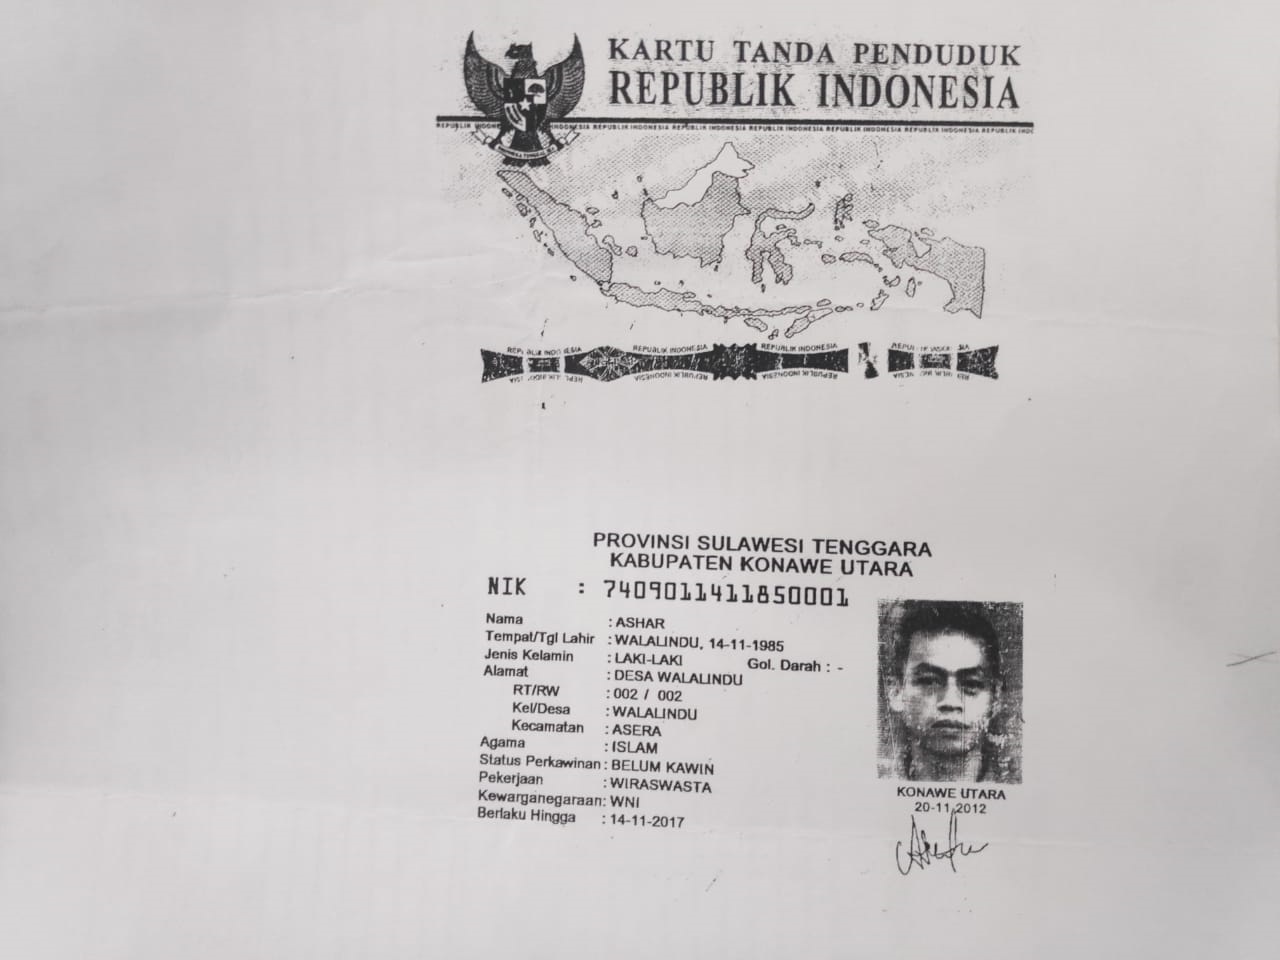 KARTU TANDA PENDUDUK
REPUBLIK INDONESIA
REPUBLIK INDONESIA REPUBLIK INDONESIA REPUBLIK INDONESIA REPUBLIK INDONESIA REPUBLIK INDONESIA REPUBLIK INDONESIA
REPUBLIK INDONESIA REPUBLIK INDONESIA REPUBLIK INDONESIA
PROVINSI SULAWESI TENGGARA
KABUPATEN KONAWE UTARA
NIK : 7409011411850001
Nama : ASHAR
Tempat/Tgl Lahir : WALALINDU, 14-11-1985
Jenis Kelamin : LAKI-LAKI Gol. Darah : -
Alamat : DESA WALALINDU
RT/RW : 002 / 002
Kel/Desa : WALALINDU
Kecamatan : ASERA
Agama : ISLAM
Status Perkawinan : BELUM KAWIN
Pekerjaan : WIRASWASTA
Kewarganegaraan : WNI
Berlaku Hingga : 14-11-2017
KONAWE UTARA
20-11-2012